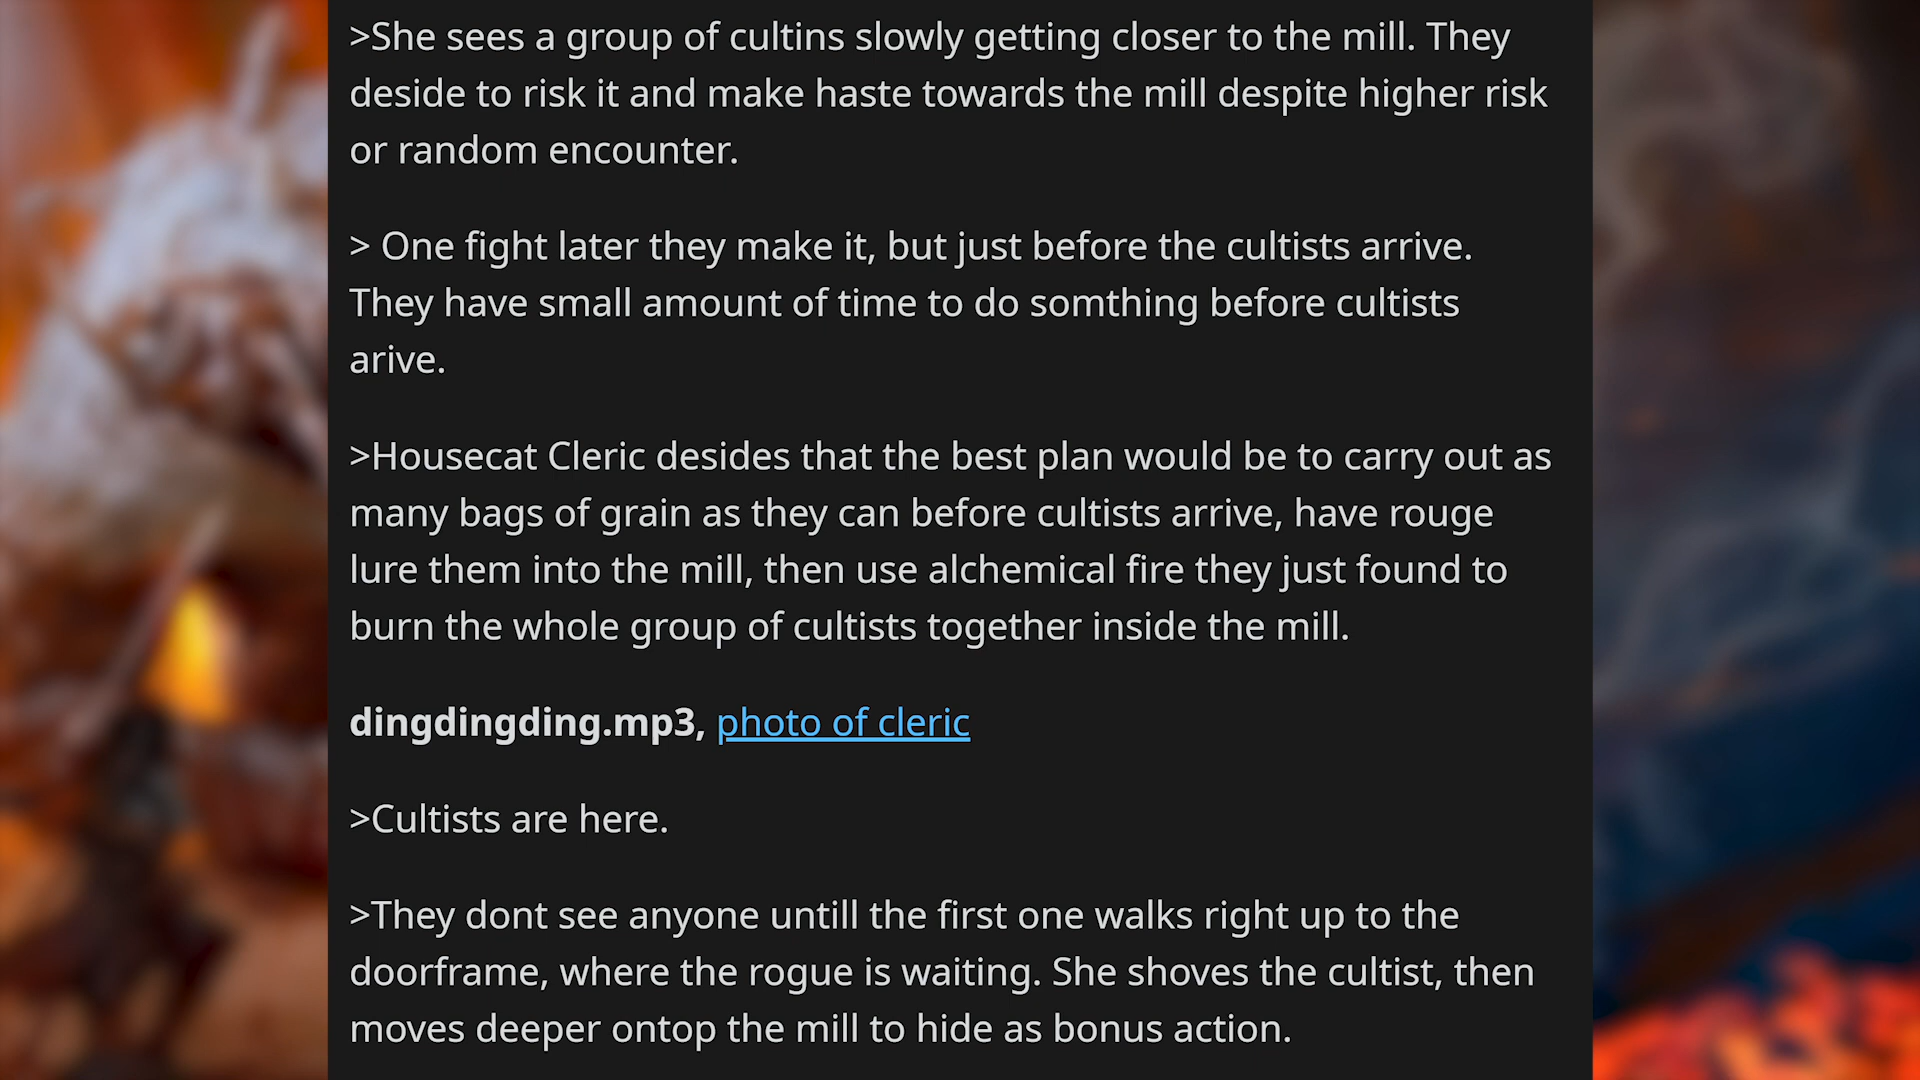 >She sees a group of cultins slowly getting closer to the mill. They
deside to risk it and make haste towards the mill despite higher risk
or random encounter.
> One fight later they make it, but just before the cultists arrive.
They have small amount of time to do somthing before cultists
arive.
>Housecat Cleric desides that the best plan would be to carry out as
many bags of grain as they can before cultists arrive, have rouge
lure them into the mill, then use alchemical fire they just found to
burn the whole group of cultists together inside the mill.
dingdingding.mp3, photo of cleric
>Cultists are here.
>They dont see anyone untill the first one walks right up to the
doorframe, where the rogue is waiting. She shoves the cultist, then
moves deeper ontop the mill to hide as bonus action.